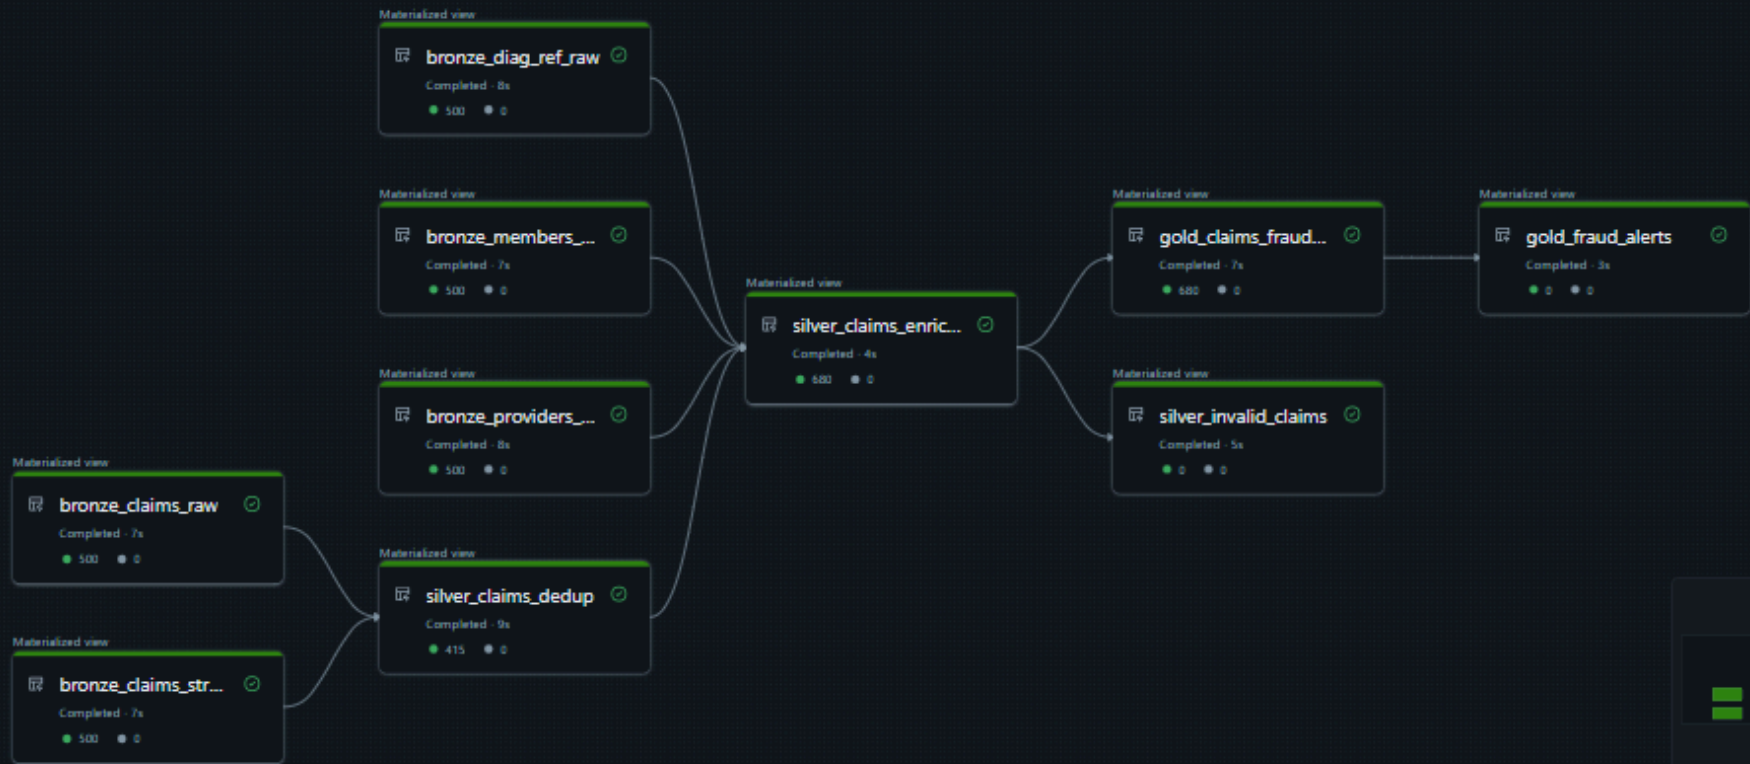 Materialized view
bronze_diag_ref_raw
Completed · 8s
500 0
Materialized view
bronze_members_...
Completed · 7s
500 0
Materialized view
bronze_providers_...
Completed · 8s
500 0
Materialized view
bronze_claims_raw
Completed · 7s
500 0
Materialized view
bronze_claims_str...
Completed · 7s
500 0
Materialized view
silver_claims_dedup
Completed · 9s
415 0
Materialized view
silver_claims_enric...
Completed · 4s
680 0
Materialized view
gold_claims_fraud...
Completed · 7s
680 0
Materialized view
silver_invalid_claims
Completed · 5s
0 0
Materialized view
gold_fraud_alerts
Completed · 3s
0 0